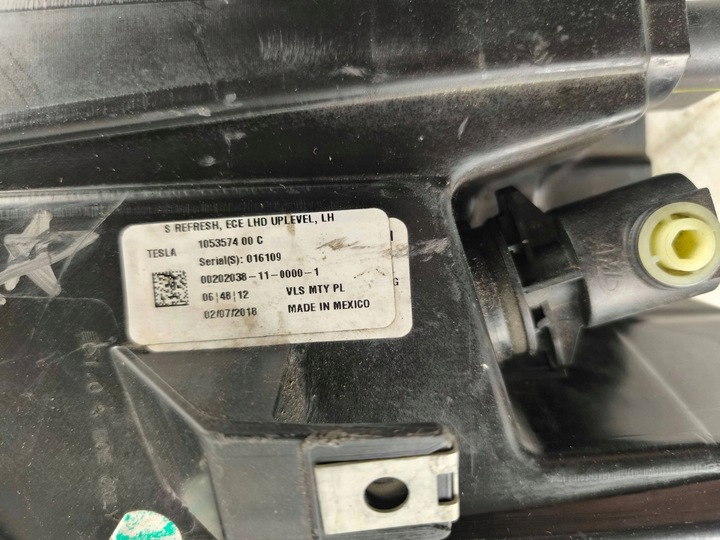 S REFRESH, ECE LHD UPLEVEL, LH
TESLA 1053574 00 C
Serial(S): 016109
00202038-11-0000-1
06|48|12 VLS MTY PL
02/07/2018 MADE IN MEXICO
G